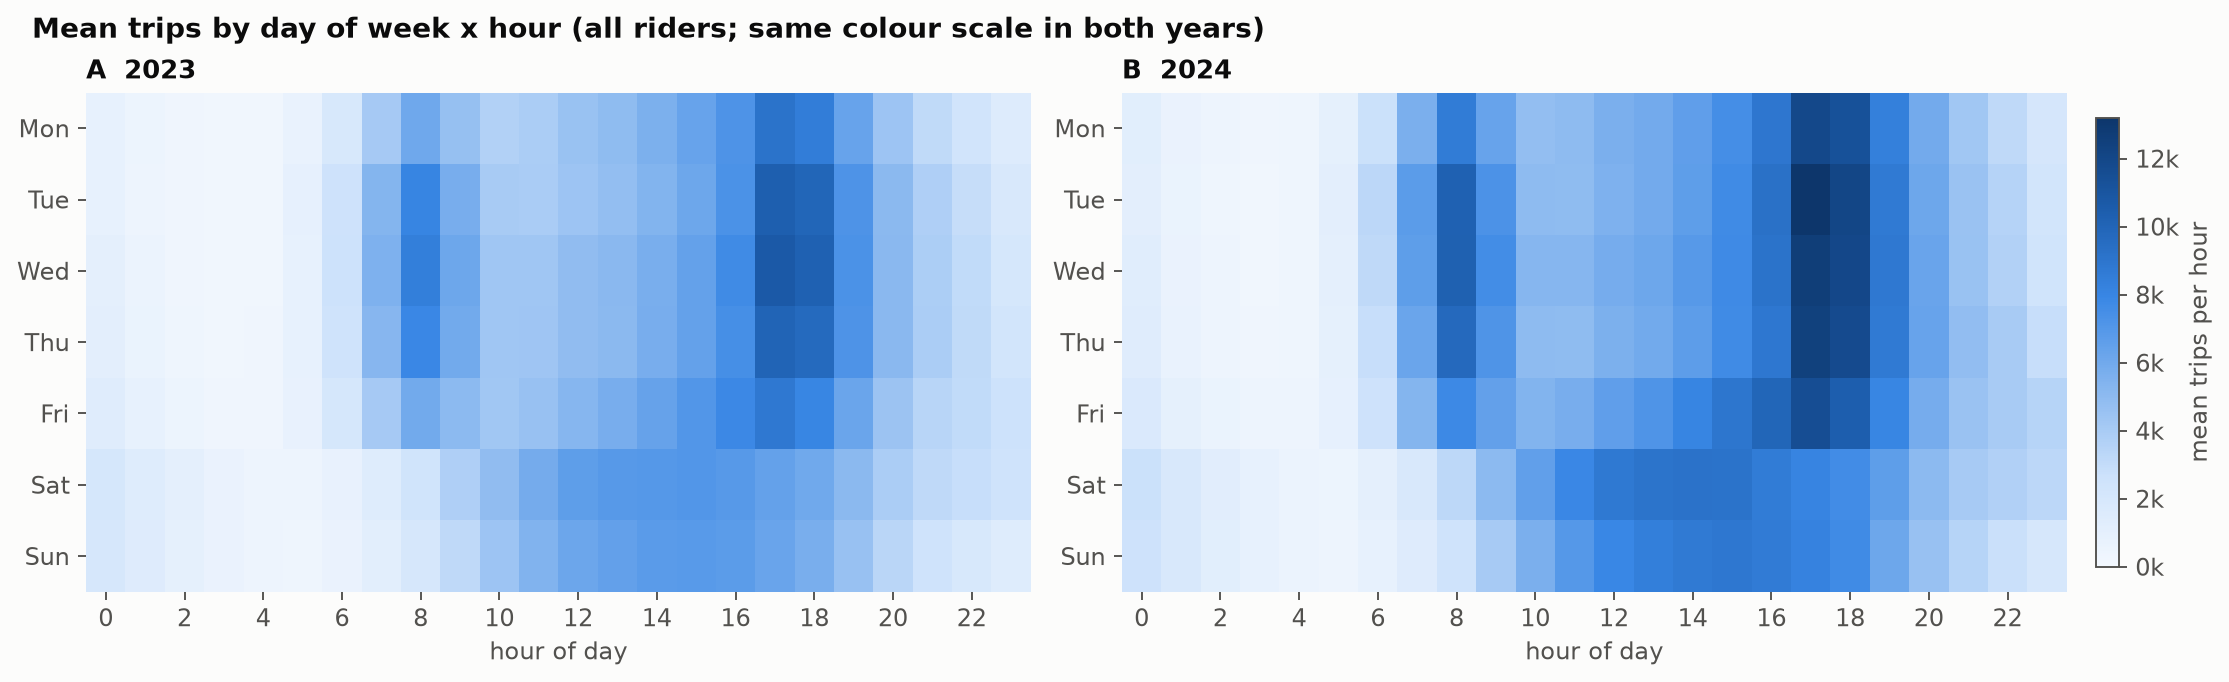 Mean trips by day of week x hour (all riders; same colour scale in both years)
A 2023
Mon
Tue
Wed
Thu
Fri
Sat
Sun
0 2 4 6 8 10 12 14 16 18 20 22
hour of day
B 2024
Mon
Tue
Wed
Thu
Fri
Sat
Sun
0 2 4 6 8 10 12 14 16 18 20 22
hour of day
12k
10k
8k
6k
4k
2k
0k
mean trips per hour